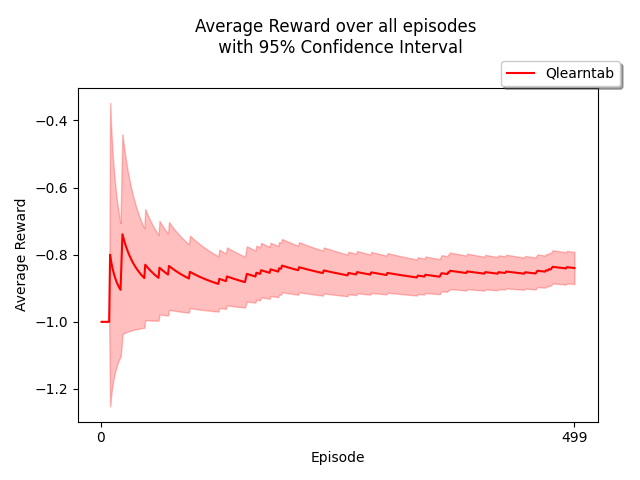 Average Reward over all episodes
with 95% Confidence Interval
Qlearntab
−0.4
−0.6
−0.8
−1.0
−1.2
Average Reward
0
499
Episode